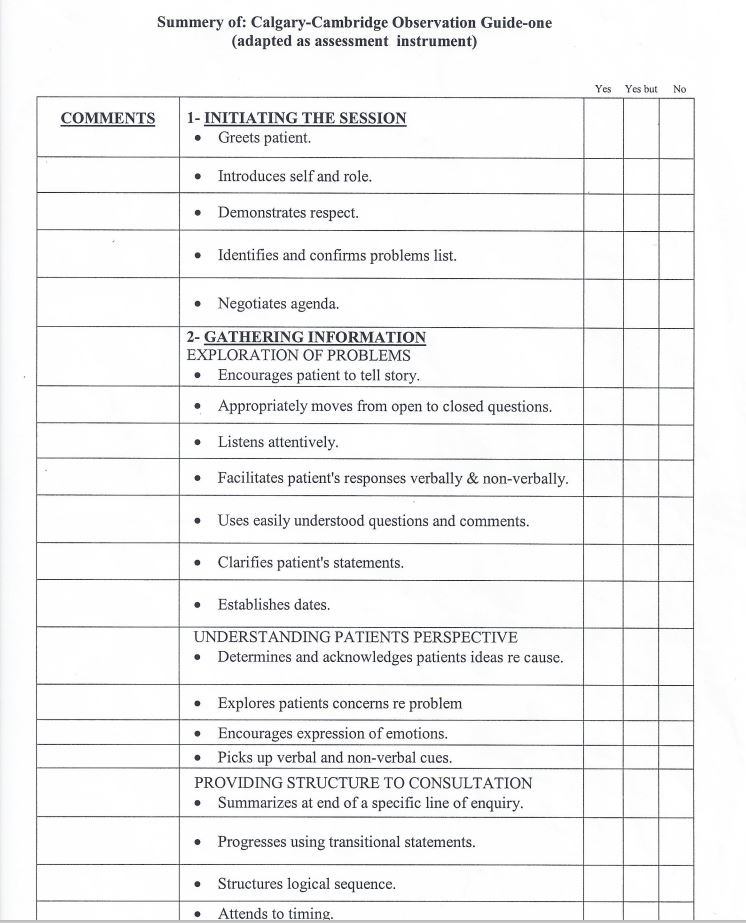 Summery of: Calgary-Cambridge Observation Guide-one
(adapted as assessment instrument)
Yes Yes but No
COMMENTS
1- INITIATING THE SESSION
• Greets patient.
• Introduces self and role.
• Demonstrates respect.
• Identifies and confirms problems list.
• Negotiates agenda.
2- GATHERING INFORMATION
EXPLORATION OF PROBLEMS
• Encourages patient to tell story.
• Appropriately moves from open to closed questions.
• Listens attentively.
• Facilitates patient's responses verbally & non-verbally.
• Uses easily understood questions and comments.
• Clarifies patient's statements.
• Establishes dates.
UNDERSTANDING PATIENTS PERSPECTIVE
• Determines and acknowledges patients ideas re cause.
• Explores patients concerns re problem
• Encourages expression of emotions.
• Picks up verbal and non-verbal cues.
PROVIDING STRUCTURE TO CONSULTATION
• Summarizes at end of a specific line of enquiry.
• Progresses using transitional statements.
• Structures logical sequence.
• Attends to timing.